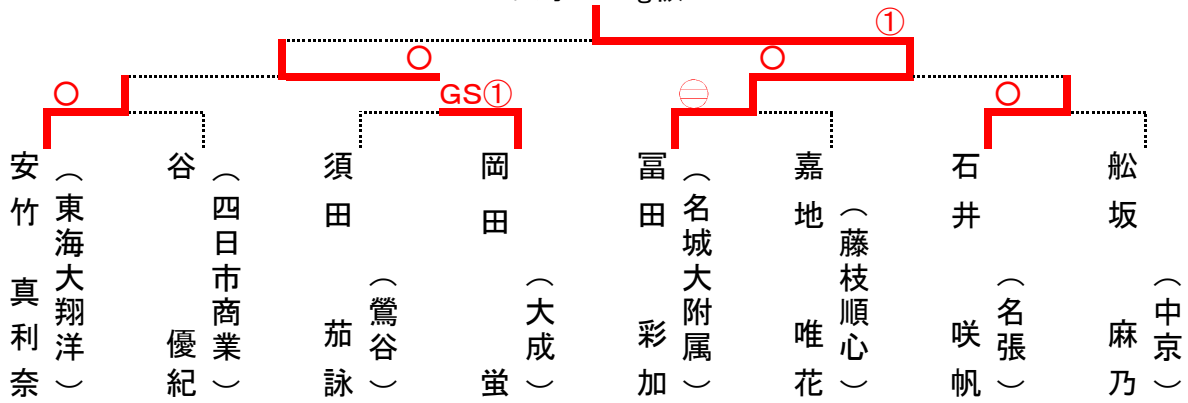 ①
○
○
○
GS①
○
安竹 真利奈
(東海大翔洋)
谷 優紀
(四日市商業)
須田 茄詠
(鶯谷)
岡田 蛍
(大成)
冨田 彩加
(名城大附属)
嘉地 唯花
(藤枝順心)
石井 咲帆
(名張)
舩坂 麻乃
(中京)